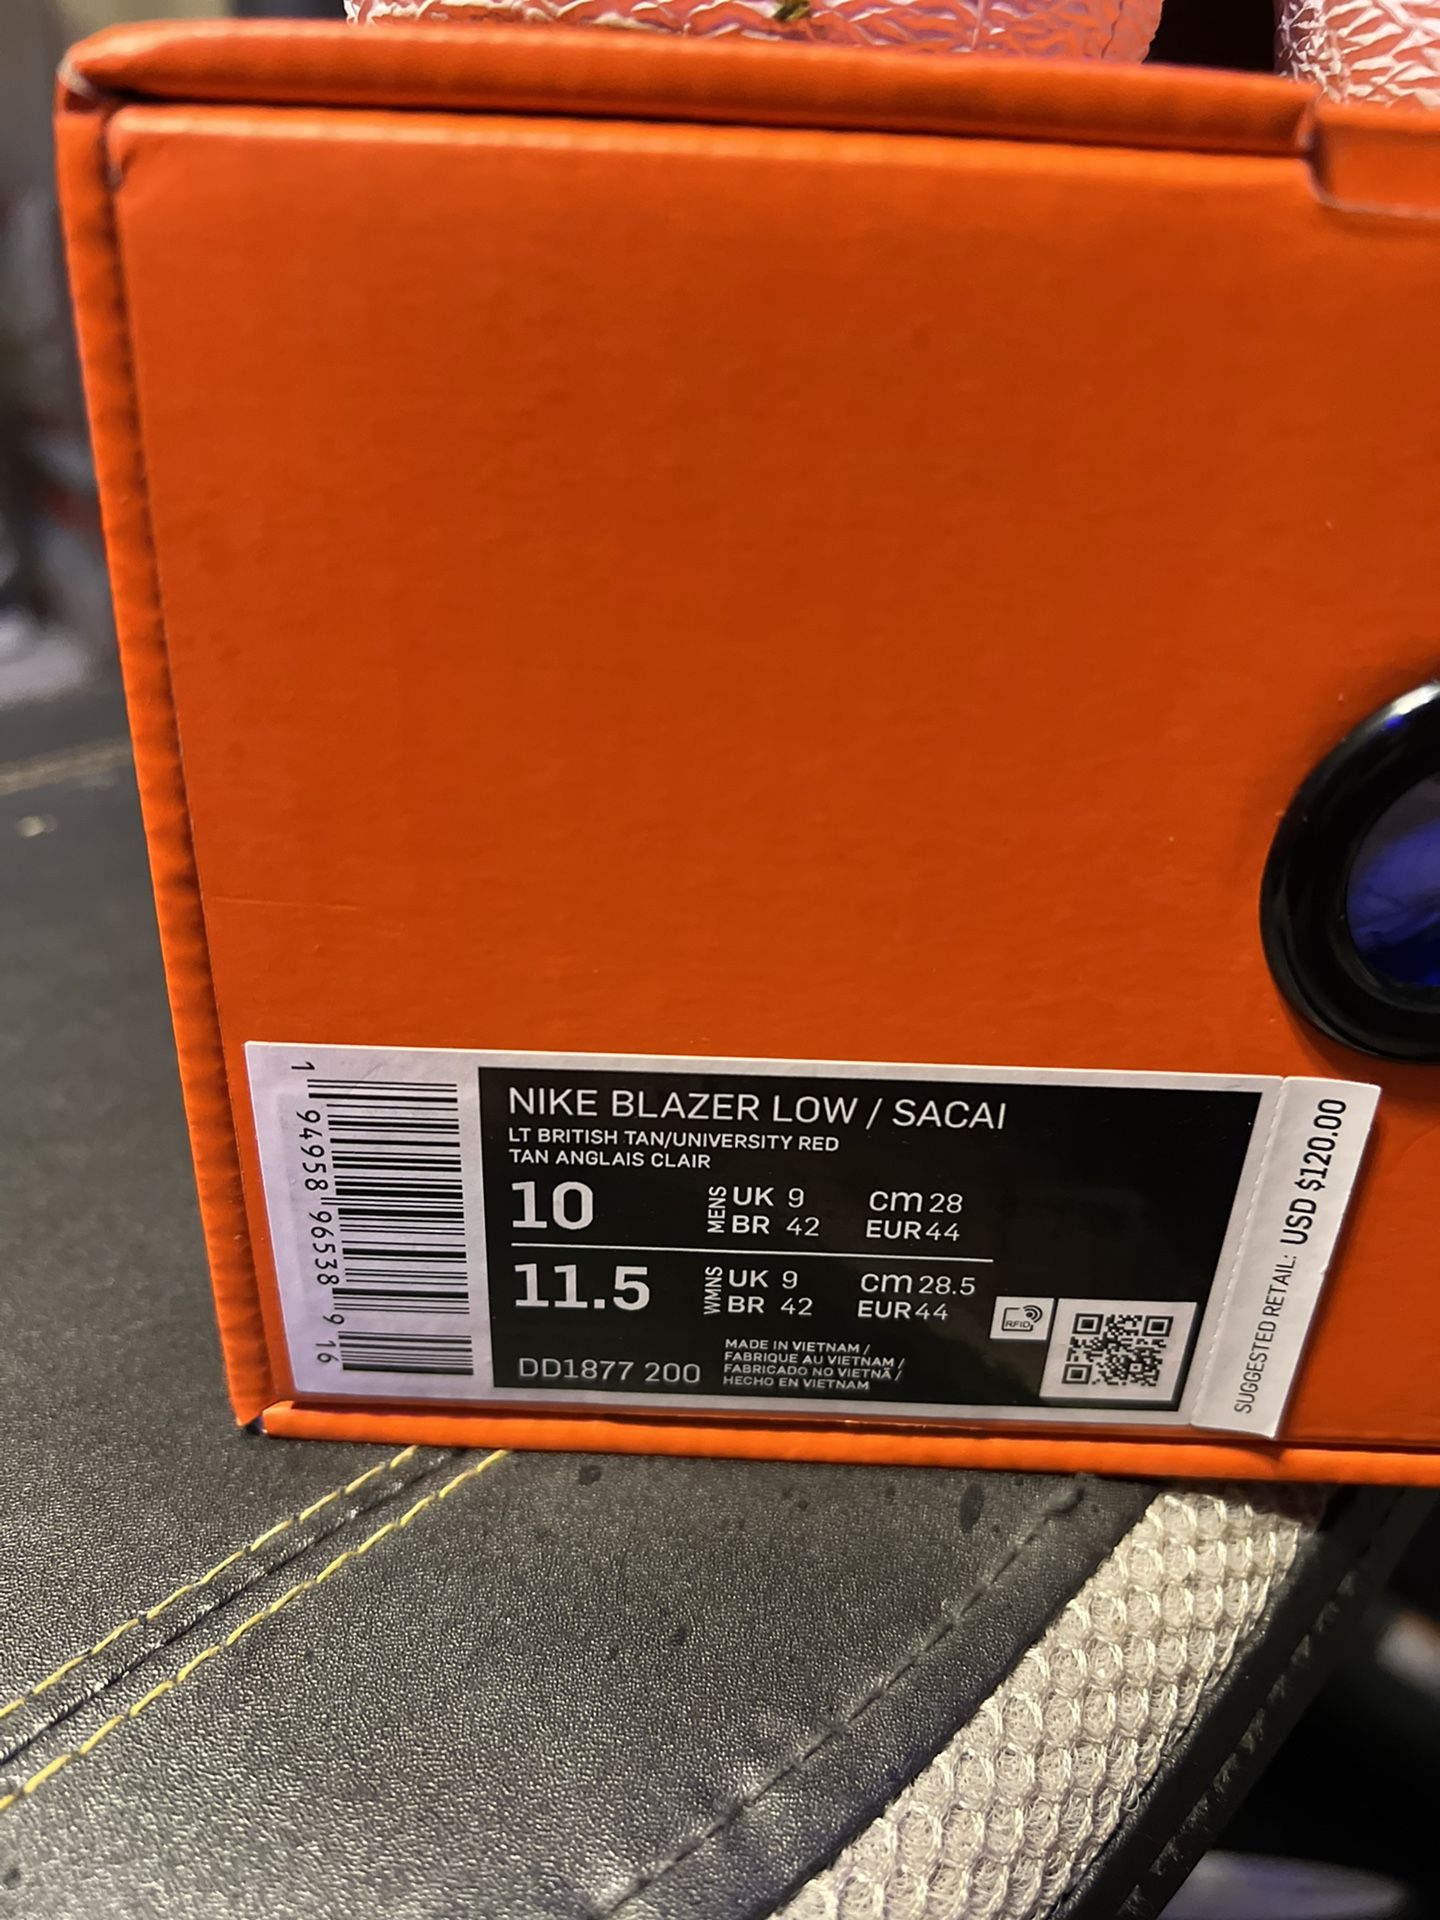 NIKE BLAZER LOW / SACAI
LT BRITISH TAN/UNIVERSITY RED
TAN ANGLAIS CLAIR
10 MENS UK 9 cm 28
BR 42 EUR 44
11.5 WMNS UK 9 cm 28.5
BR 42 EUR 44
RFID
DD1877 200
MADE IN VIETNAM /
FABRIQUE AU VIETNAM /
FABRICADO NO VIETNÃ /
HECHO EN VIETNAM
1 94958 96538 9 16
SUGGESTED RETAIL: USD $120.00